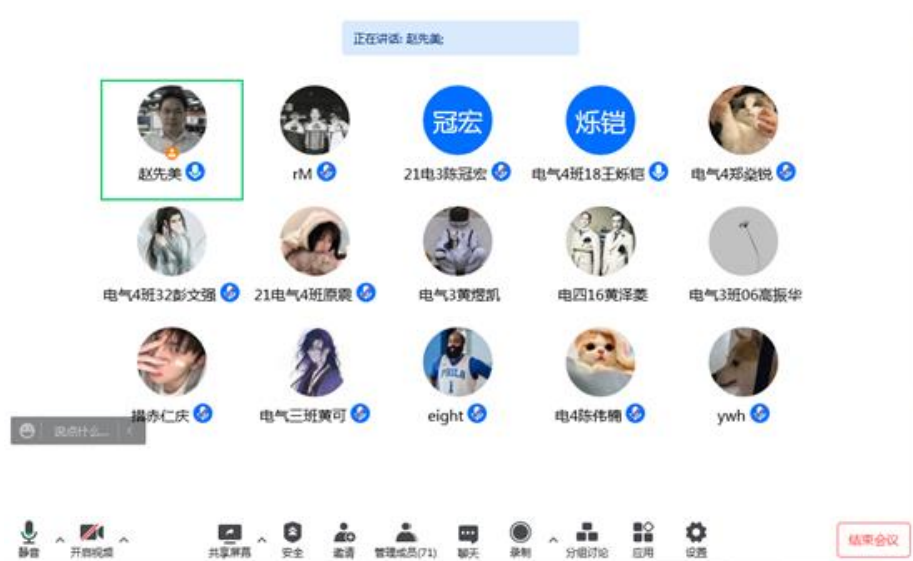 正在讲话: 赵先美;
冠宏
烁铠
赵先美
rM
21电3陈冠宏
电气4班18王烁铠
电气4郑燊锐
电气4班32彭文强
21电气4班原震
电气3黄煜凯
电四16黄泽菱
电气3班06高振华
PHILA
1
措赤仁庆
电气三班黄可
eight
电4陈伟楠
ywh
说点什么...
静音
开启视频
共享屏幕
安全
邀请
管理成员(71)
聊天
录制
分组讨论
应用
设置
结束会议